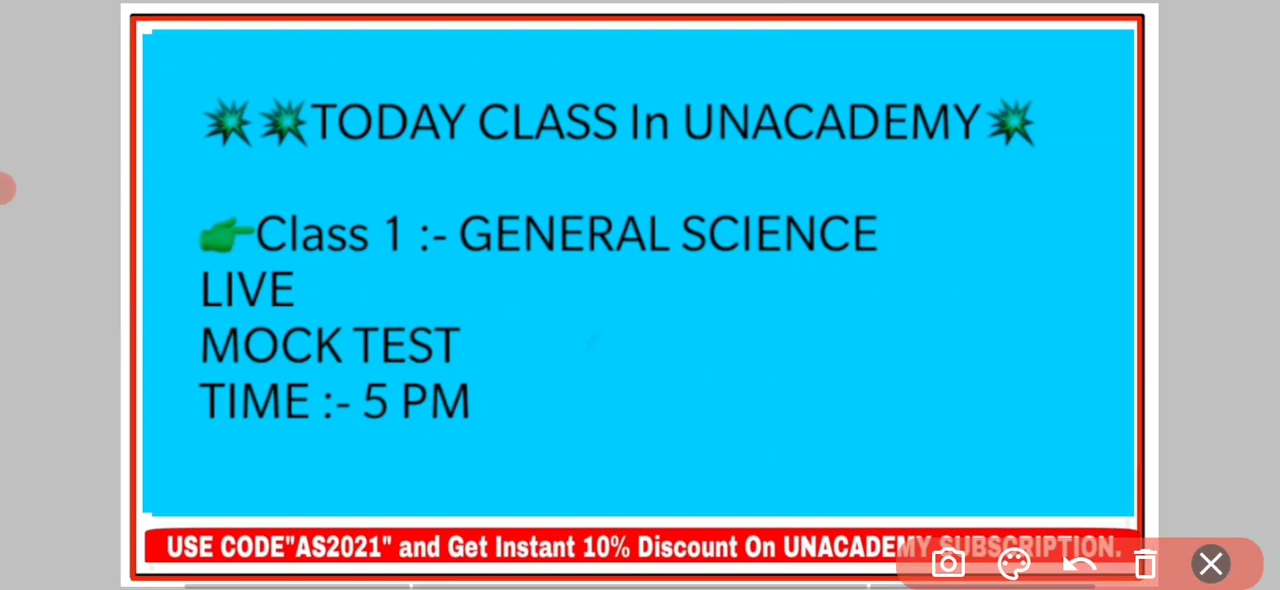 TODAY CLASS In UNACADEMY
Class 1 :- GENERAL SCIENCE
LIVE
MOCK TEST
TIME :- 5 PM
USE CODE"AS2021" and Get Instant 10% Discount On UNACADEMY SUBSCRIPTION.